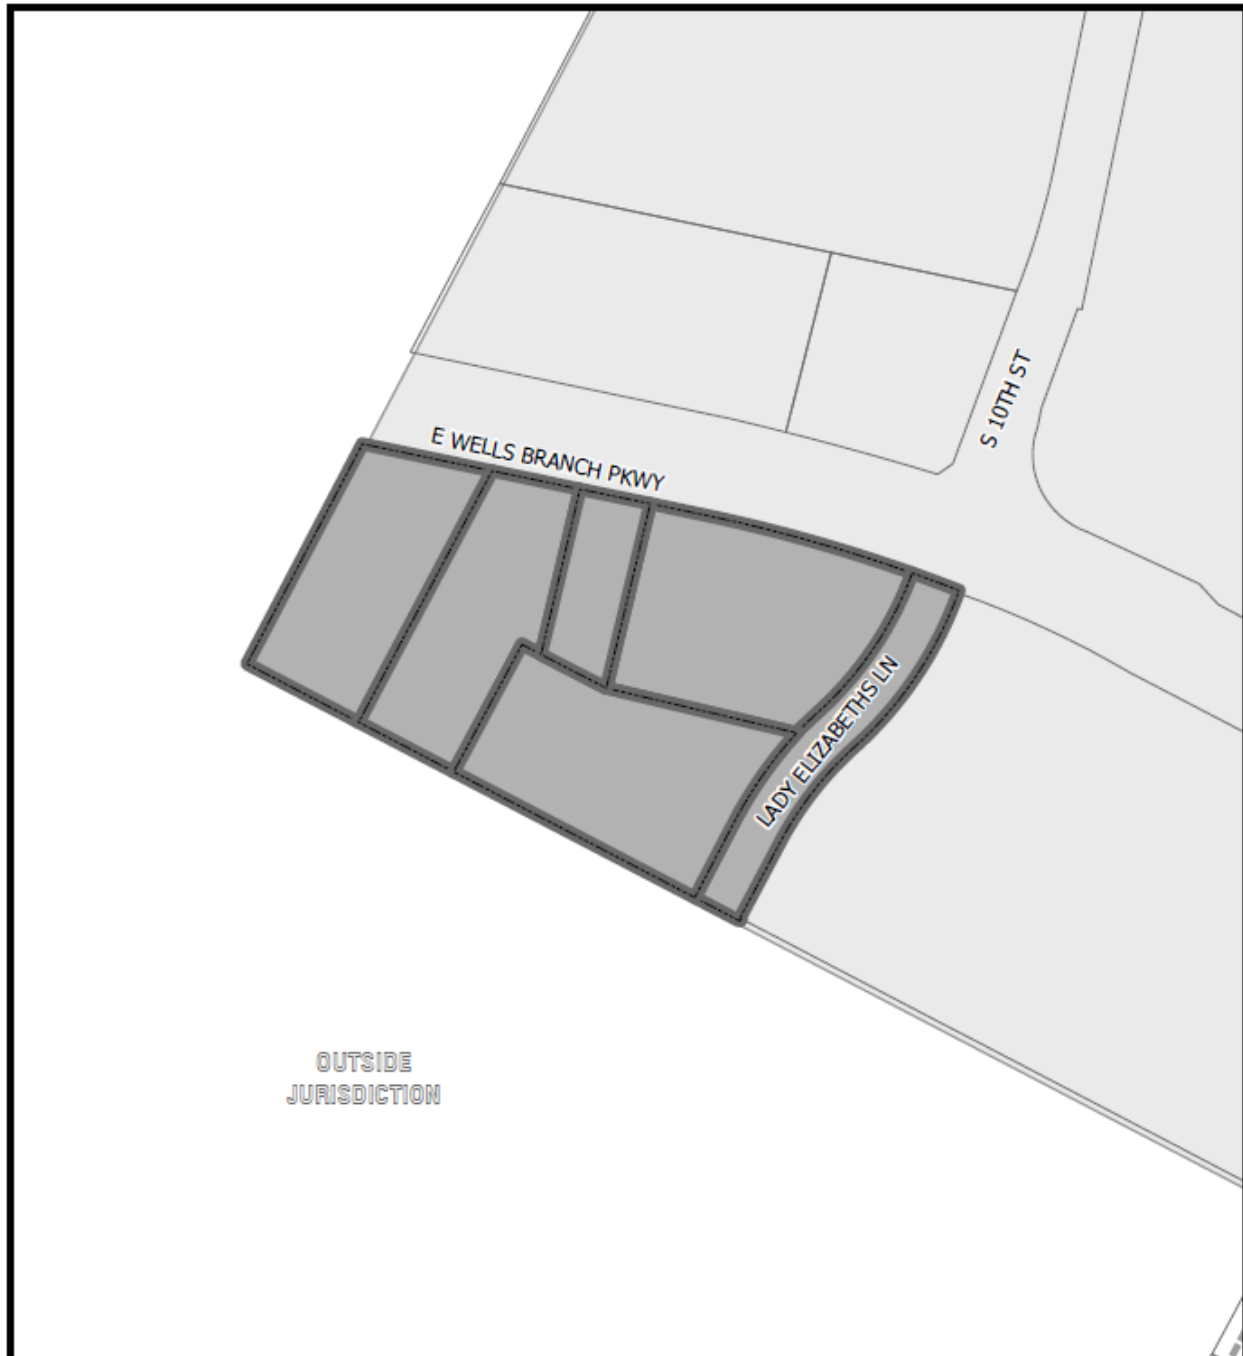 S 10TH ST
E WELLS BRANCH PKWY
LADY ELIZABETHS LN
OUTSIDE
JURISDICTION